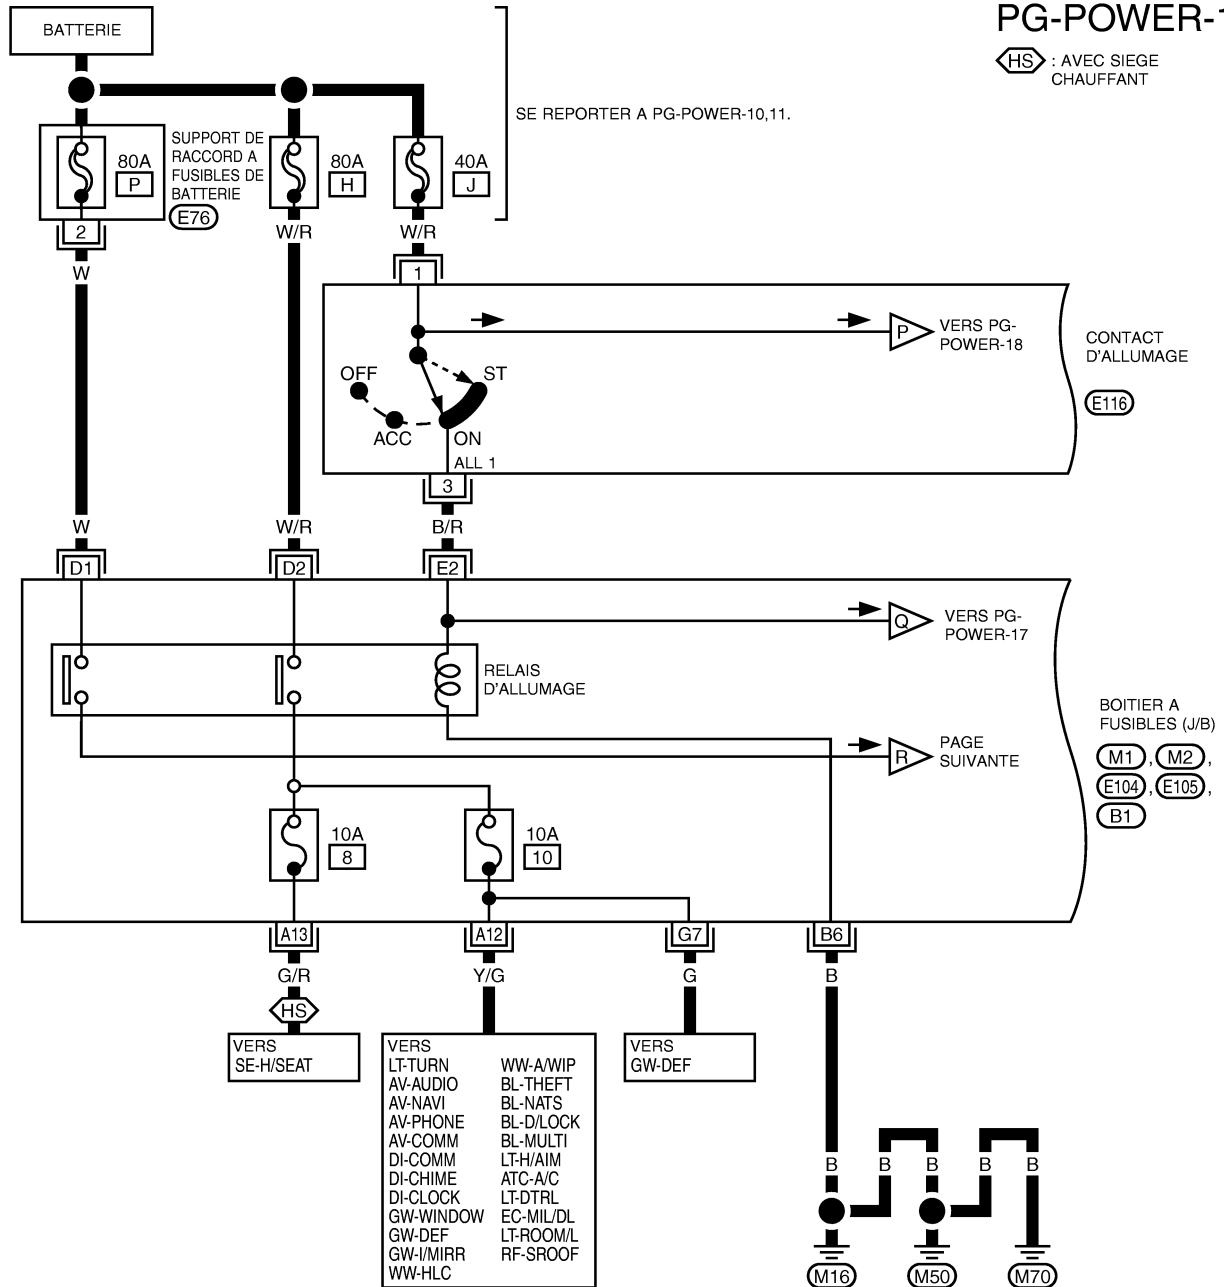 PG-POWER-1
BATTERIE
HS : AVEC SIEGE
CHAUFFANT
SE REPORTER A PG-POWER-10,11.
80A
P
SUPPORT DE
RACCORD A
FUSIBLES DE
BATTERIE
E76
80A
H
40A
J
2
W/R
W/R
W
1
P
VERS PG-
POWER-18
CONTACT
D'ALLUMAGE
E116
OFF
ST
ACC
ON
ALL 1
3
W
W/R
B/R
D1
D2
E2
Q
VERS PG-
POWER-17
RELAIS
D'ALLUMAGE
BOITIER A
FUSIBLES (J/B)
M1 , M2 ,
E104 , E105 ,
B1
R
PAGE
SUIVANTE
10A
8
10A
10
A13
A12
G7
B6
G/R
Y/G
G
B
HS
VERS
SE-H/SEAT
VERS
LT-TURN
AV-AUDIO
AV-NAVI
AV-PHONE
AV-COMM
DI-COMM
DI-CHIME
DI-CLOCK
GW-WINDOW
GW-DEF
GW-I/MIRR
WW-HLC
WW-A/WIP
BL-THEFT
BL-NATS
BL-D/LOCK
BL-MULTI
LT-H/AIM
ATC-A/C
LT-DTRL
EC-MIL/DL
LT-ROOM/L
RF-SROOF
VERS
GW-DEF
B
B
B
B
B
M16
M50
M70